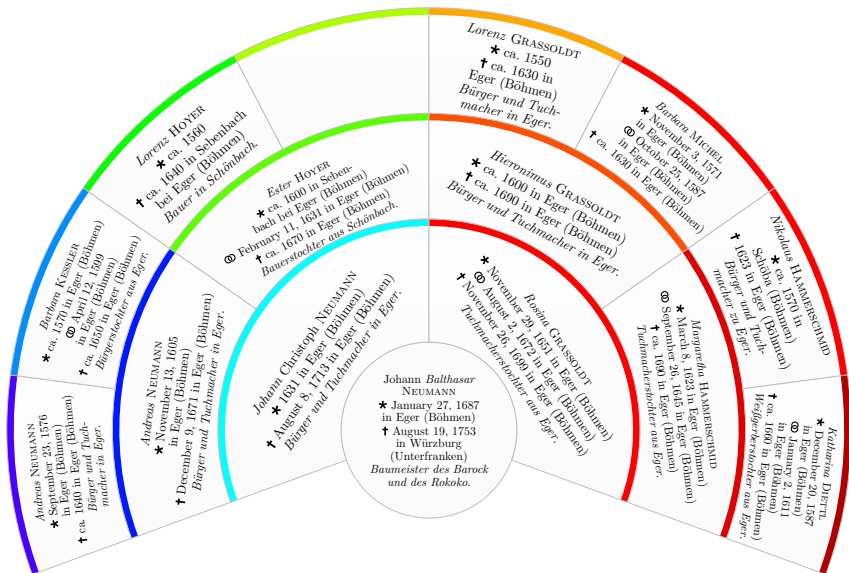 Johann Balthasar
NEUMANN
* January 27, 1687
in Eger (Böhmen)
† August 19, 1753
in Würzburg
(Unterfranken)
Baumeister des Barock
und des Rokoko.
Johann Christoph NEUMANN
* 1631 in Eger (Böhmen)
† August 8, 1713 in Eger (Böhmen)
Bürger und Tuchmacher in Eger.
Rosina GRASSOLDT
* November 29, 1651 in Eger (Böhmen)
⚭ August 2, 1672 in Eger (Böhmen)
† November 26, 1699 in Eger (Böhmen)
Tuchmacherstochter aus Eger.
Andreas NEUMANN
* November 13, 1605
in Eger (Böhmen)
† December 9, 1671 in Eger (Böhmen)
Bürger und Tuchmacher in Eger.
Ester HOYER
* ca. 1600 in Seben-
bach bei Eger (Böhmen)
⚭ February 11, 1631 in Eger (Böhmen)
† ca. 1670 in Eger (Böhmen)
Bauerstochter aus Schönbach.
Hieronimus GRASSOLDT
* ca. 1600 in Eger (Böhmen)
† ca. 1690 in Eger (Böhmen)
Bürger und Tuchmacher in Eger.
Margaretha HAMMERSCHMID
* March 8, 1623 in Eger (Böhmen)
⚭ September 26, 1645 in Eger (Böhmen)
† ca. 1690 in Eger (Böhmen)
Tuchmacherstochter aus Eger.
Andreas NEUMANN
* September 23, 1576
in Eger (Böhmen)
† ca. 1640 in Eger (Böhmen)
Bürger und Tuch-
macher in Eger.
Barbara KESSLER
* ca. 1570 in Eger (Böhmen)
⚭ April 12, 1599
in Eger (Böhmen)
† ca. 1650 in Eger (Böhmen)
Bürgerstochter aus Eger.
Lorenz HOYER
* ca. 1560
† ca. 1640 in Sebenbach
bei Eger (Böhmen)
Bauer in Schönbach.
Lorenz GRASSOLDT
* ca. 1550
† ca. 1630 in
Eger (Böhmen)
Bürger und Tuch-
macher in Eger.
Barbara MICHEL
* November 3, 1571
in Eger (Böhmen)
⚭ October 25, 1587
in Eger (Böhmen)
† ca. 1630 in Eger (Böhmen)
Nikolaus HAMMERSCHMID
* ca. 1570 in
Schöba (Böhmen)
† 1623 in Eger (Böhmen)
Bürger und Tuch-
macher zu Eger.
Katharina DIETTL
* December 20, 1587
in Eger (Böhmen)
⚭ January 2, 1611
in Eger (Böhmen)
† ca. 1660 in Eger (Böhmen)
Weißgerberstochter aus Eger.